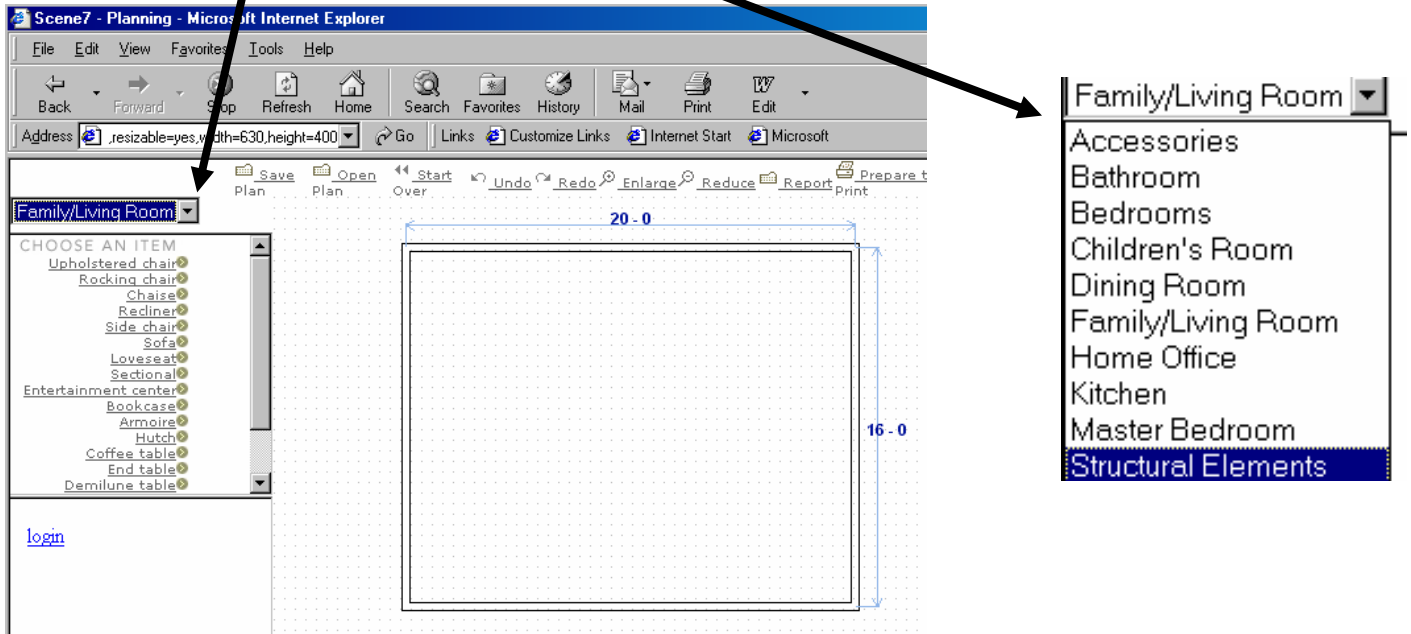 Scene7 - Planning - Microsoft Internet Explorer
File Edit View Favorites Tools Help
Back Forward Stop Refresh Home Search Favorites History Mail Print Edit
Address ,resizable=yes,width=630,height=400 Go Links Customize Links Internet Start Microsoft
Save Plan Open Plan Start Over Undo Redo Enlarge Reduce Report Prepare t Print
Family/Living Room
20 - 0
CHOOSE AN ITEM
Upholstered chair
Rocking chair
Chaise
Recliner
Side chair
Sofa
Loveseat
Sectional
Entertainment center
Bookcase
Armoire
Hutch
Coffee table
End table
Demilune table
16 - 0
login
Family/Living Room
Accessories
Bathroom
Bedrooms
Children's Room
Dining Room
Family/Living Room
Home Office
Kitchen
Master Bedroom
Structural Elements